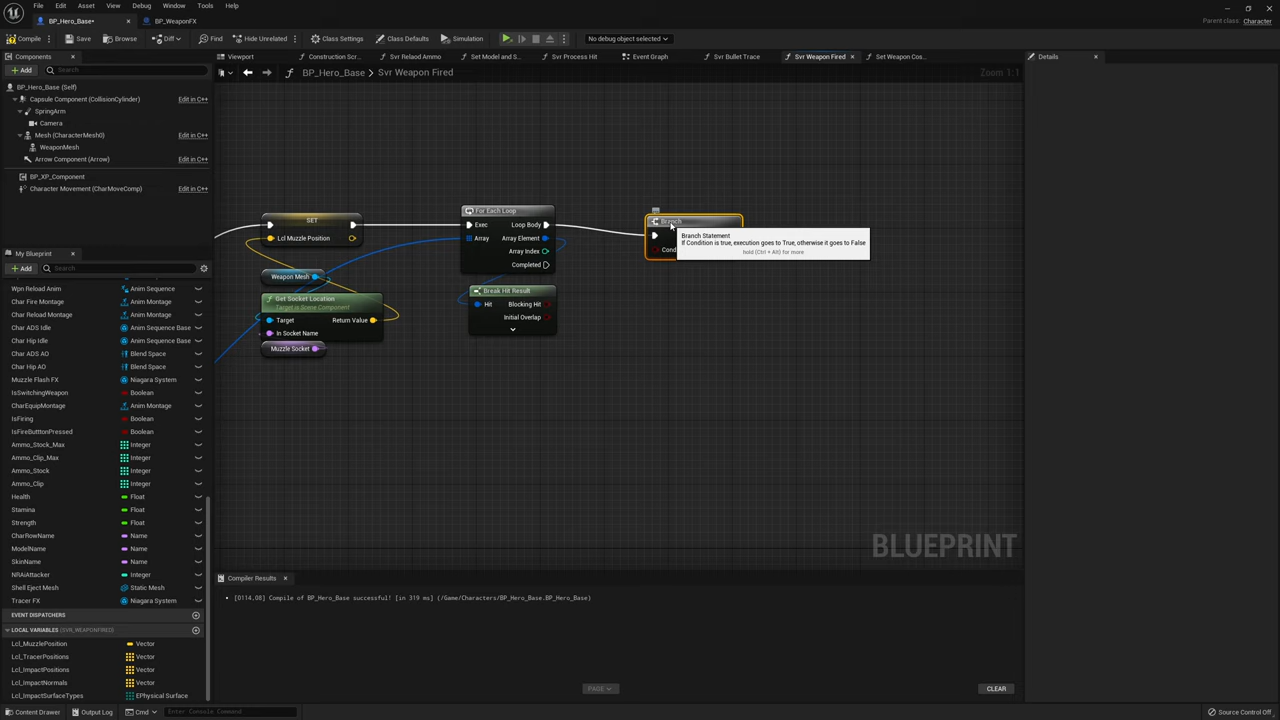 File Edit Asset View Debug Window Tools Help
BP_Hero_Base* BP_WeaponFX
Parent class: Character
Compile Save Browse Diff Find Hide Unrelated Class Settings Class Defaults Simulation No debug object selected
Components
Viewport Construction Scr... Svr Reload Ammo Set Model and S... Svr Process Hit Event Graph Svr Bullet Trace Svr Weapon Fired Set Weapon Cos... Details
+ Add Search
BP_Hero_Base > Svr Weapon Fired
Zoom 1:1
BP_Hero_Base (Self)
Capsule Component (CollisionCylinder) Edit in C++
SpringArm Edit in C++
Camera
Mesh (CharacterMesh0) Edit in C++
WeaponMesh
Arrow Component (Arrow) Edit in C++
BP_XP_Component
Character Movement (CharMoveComp) Edit in C++
My Blueprint
+ Add Search
Wpn Reload Anim Anim Sequence
Char Fire Montage Anim Montage
Char Reload Montage Anim Montage
Char ADS Idle Anim Sequence Base
Char Hip Idle Anim Sequence Base
Char ADS AO Blend Space
Char Hip AO Blend Space
Muzzle Flash FX Niagara System
IsSwitchingWeapon Boolean
CharEquipMontage Anim Montage
IsFiring Boolean
IsFireButttonPressed Boolean
Ammo_Stock_Max Integer
Ammo_Clip_Max Integer
Ammo_Stock Integer
Ammo_Clip Integer
Health Float
Stamina Float
Strength Float
CharRowName Name
ModelName Name
SkinName Name
NRAiAttacker Integer
Shell Eject Mesh Static Mesh
Tracer FX Niagara System
EVENT DISPATCHERS
LOCAL VARIABLES (SVR_WEAPONFIRED)
Lcl_MuzzlePosition Vector
Lcl_TracerPositions Vector
Lcl_ImpactPositions Vector
Lcl_ImpactNormals Vector
Lcl_ImpactSurfaceTypes EPhysical Surface
SET
Lcl Muzzle Position
Weapon Mesh
Get Socket Location
Target is Scene Component
Target Return Value
In Socket Name
Muzzle Socket
For Each Loop
Exec Loop Body
Array Array Element
Array Index
Completed
Break Hit Result
Hit Blocking Hit
Initial Overlap
Branch
Cond
Branch Statement
If Condition is true, execution goes to True, otherwise it goes to False
hold (Ctrl + Alt) for more
BLUEPRINT
Compiler Results
[0114.08] Compile of BP_Hero_Base successful! [in 319 ms] (/Game/Characters/BP_Hero_Base.BP_Hero_Base)
PAGE CLEAR
Content Drawer Output Log Cmd Enter Console Command Source Control Off